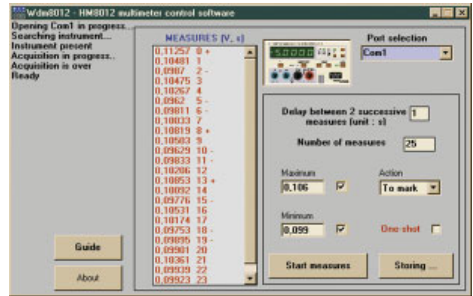 Wdm8012 - HM8012 multimeter control software
Opening Com1 in progress...
Searching instrument...
Instrument present
Acquisition in progress..
Acquisition is over
Ready
MEASURES (V, s)
0,11257 0 +
0,10481 1
0,0987 2 -
0,10475 3
0,10267 4
0,0962 5 -
0,09811 6 -
0,10033 7
0,10819 8 +
0,10503 9
0,09629 10 -
0,09833 11 -
0,10206 12
0,10853 13 +
0,10092 14
0,09776 15 -
0,10531 16
0,10174 17
0,09753 18 -
0,09895 19 -
0,09901 20
0,10361 21
0,09939 22
0,09923 23
Port selection
Com1
Delay between 2 successive measures (unit : s)
1
Number of measures
25
Maximum
0,106
Action
To mark
Minimum
0,099
One-shot
Start measures
Storing ...
Guide
About